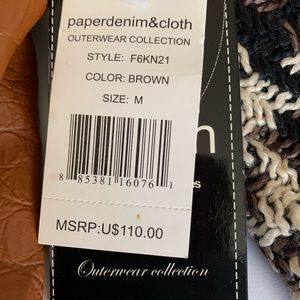 paperdenim&cloth
OUTERWEAR COLLECTION
STYLE: F6KN21
COLOR: BROWN
SIZE: M
8 85381 16076 1
MSRP:U$110.00
Outerwear collection